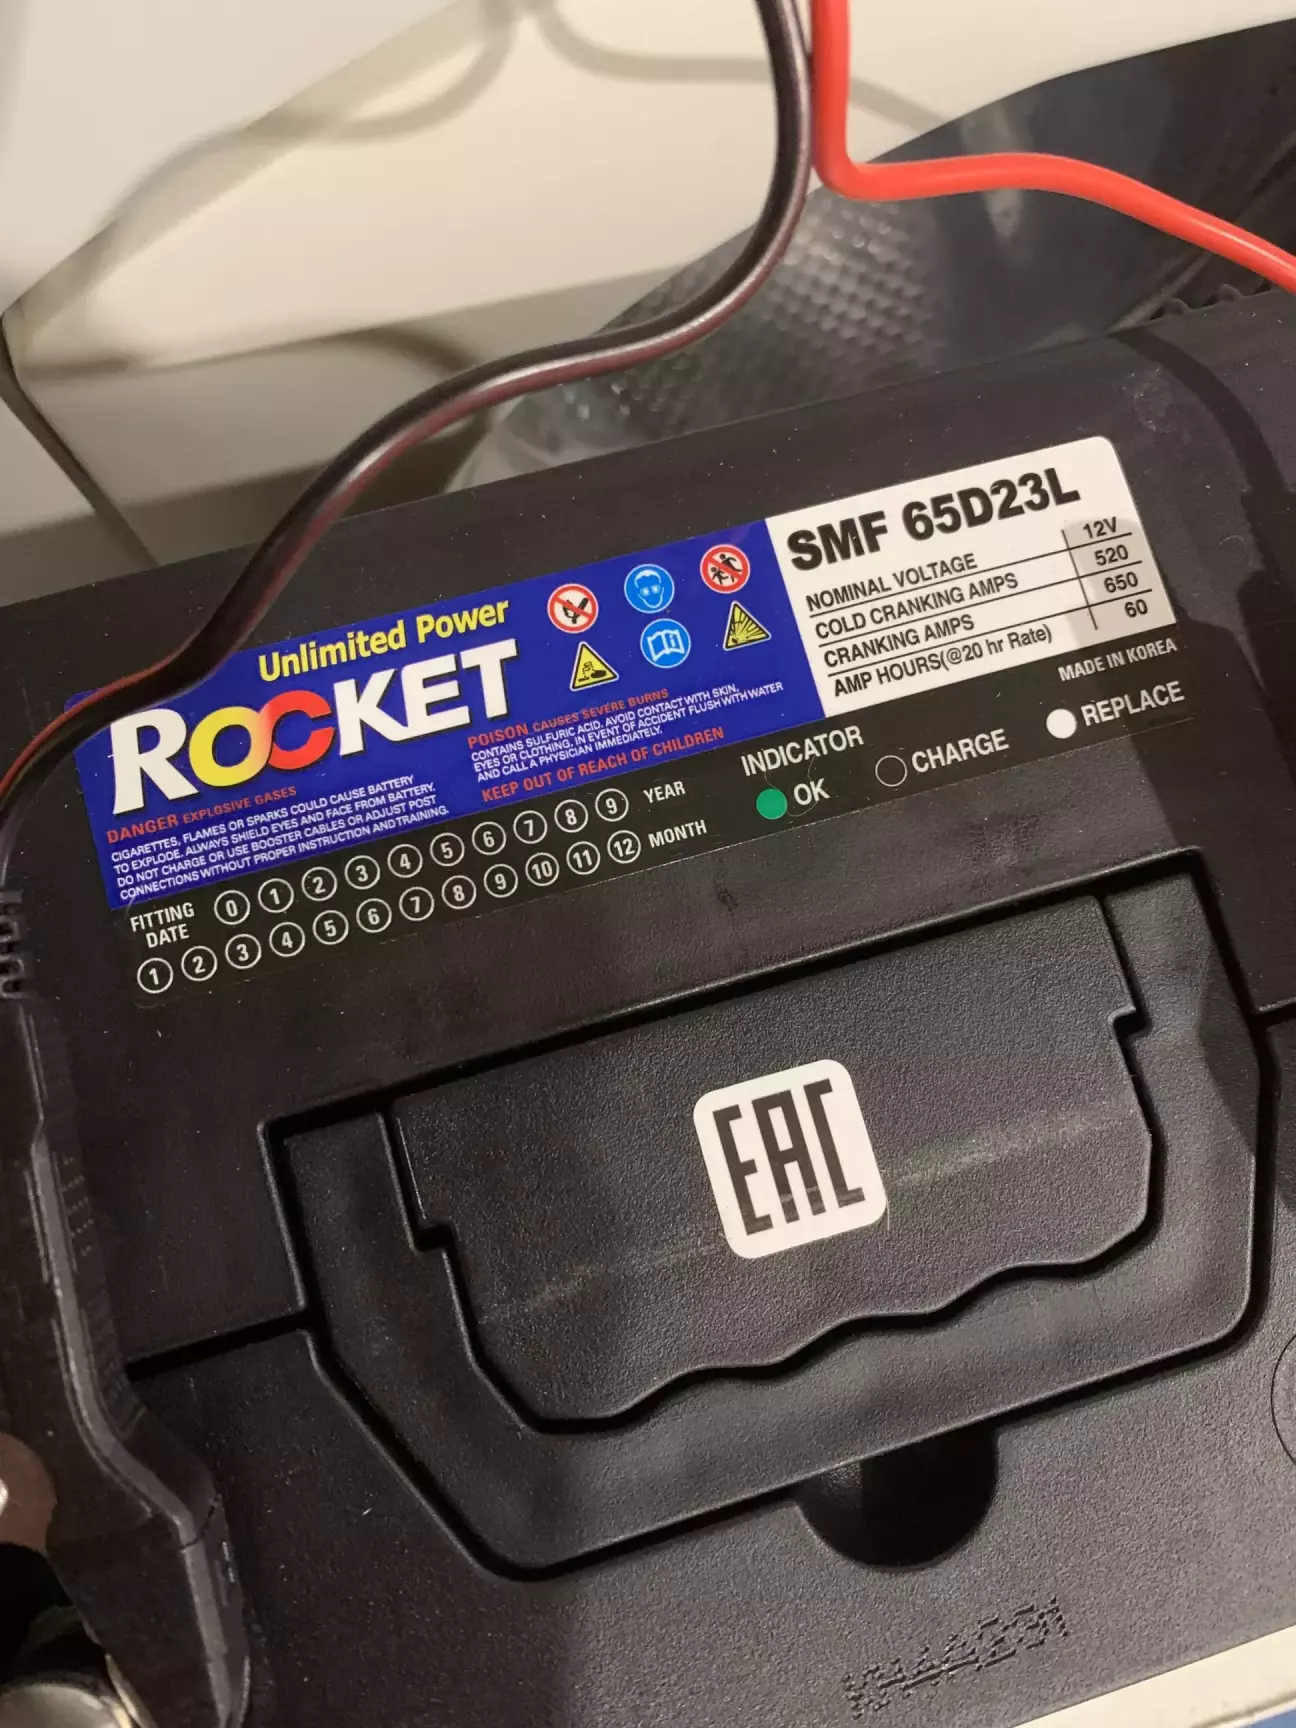 Unlimited Power
ROCKET
DANGER EXPLOSIVE GASES
CIGARETTES, FLAMES OR SPARKS COULD CAUSE BATTERY
TO EXPLODE. ALWAYS SHIELD EYES AND FACE FROM BATTERY.
DO NOT CHARGE OR USE BOOSTER CABLES OR ADJUST POST
CONNECTIONS WITHOUT PROPER INSTRUCTION AND TRAINING.
POISON CAUSES SEVERE BURNS
CONTAINS SULFURIC ACID. AVOID CONTACT WITH SKIN,
EYES OR CLOTHING. IN EVENT OF ACCIDENT FLUSH WITH WATER
AND CALL A PHYSICIAN IMMEDIATELY.
KEEP OUT OF REACH OF CHILDREN
SMF 65D23L
NOMINAL VOLTAGE 12V
COLD CRANKING AMPS 520
CRANKING AMPS 650
AMP HOURS(@20 hr Rate) 60
MADE IN KOREA
INDICATOR
OK CHARGE REPLACE
FITTING DATE
0 1 2 3 4 5 6 7 8 9 YEAR
1 2 3 4 5 6 7 8 9 10 11 12 MONTH
EAC